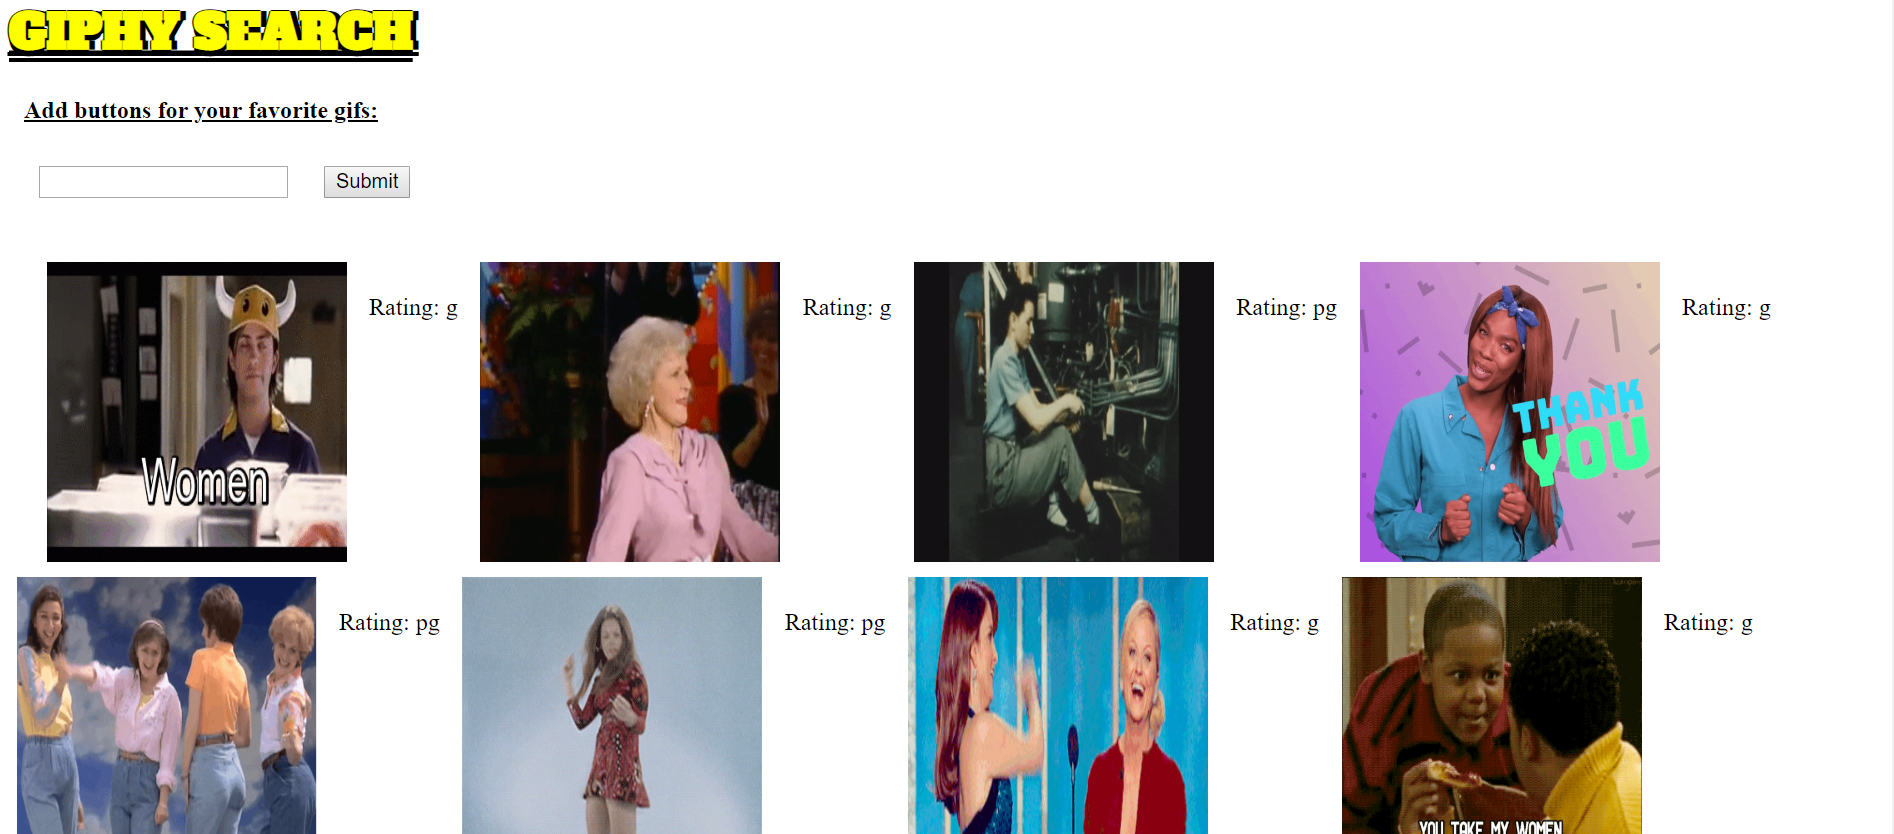 GIPHY SEARCH
Add buttons for your favorite gifs:
Submit
Rating: g
Rating: g
Rating: pg
Rating: g
Women
THANK
YOU
Rating: pg
Rating: pg
Rating: g
Rating: g
YOU TAKE MY WOMEN